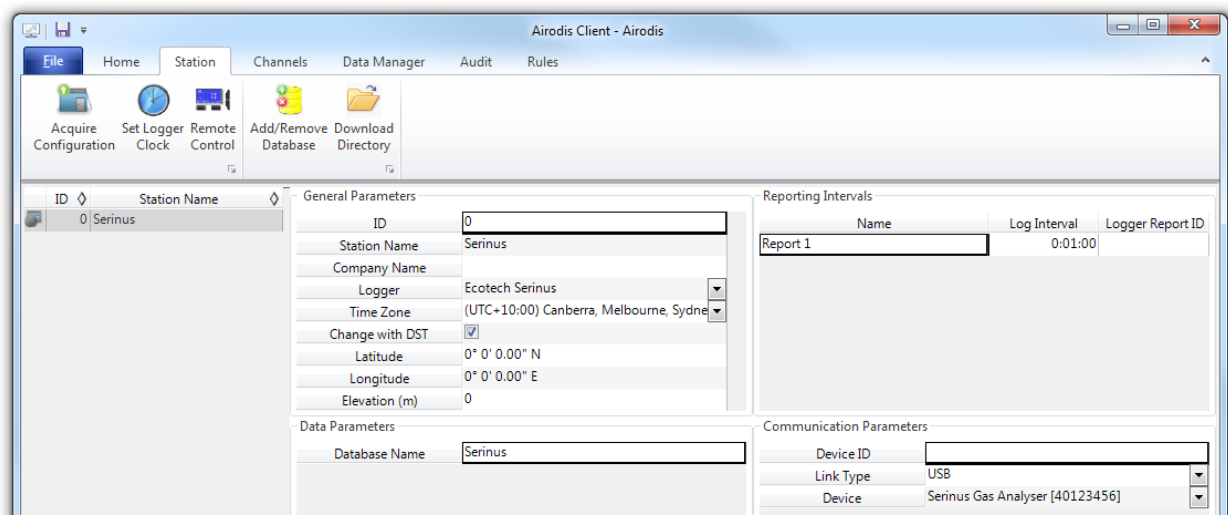 Airodis Client - Airodis
File Home Station Channels Data Manager Audit Rules
Acquire Configuration
Set Logger Clock
Remote Control
Add/Remove Database
Download Directory
ID Station Name
0 Serinus
General Parameters
ID 0
Station Name Serinus
Company Name
Logger Ecotech Serinus
Time Zone (UTC+10:00) Canberra, Melbourne, Sydne
Change with DST
Latitude 0° 0' 0.00" N
Longitude 0° 0' 0.00" E
Elevation (m) 0
Data Parameters
Database Name Serinus
Reporting Intervals
Name Log Interval Logger Report ID
Report 1 0:01:00
Communication Parameters
Device ID
Link Type USB
Device Serinus Gas Analyser [40123456]